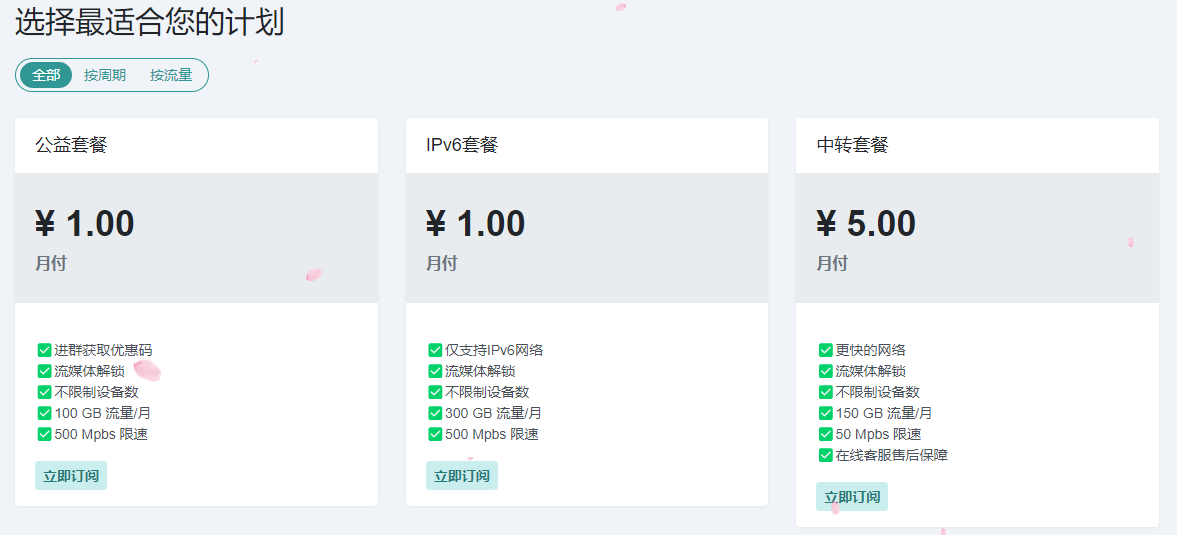 选择最适合您的计划
全部 按周期 按流量
公益套餐
¥ 1.00
月付
进群获取优惠码
流媒体解锁
不限制设备数
100 GB 流量/月
500 Mpbs 限速
立即订阅
IPv6套餐
¥ 1.00
月付
仅支持IPv6网络
流媒体解锁
不限制设备数
300 GB 流量/月
500 Mpbs 限速
立即订阅
中转套餐
¥ 5.00
月付
更快的网络
流媒体解锁
不限制设备数
150 GB 流量/月
50 Mpbs 限速
在线客服售后保障
立即订阅